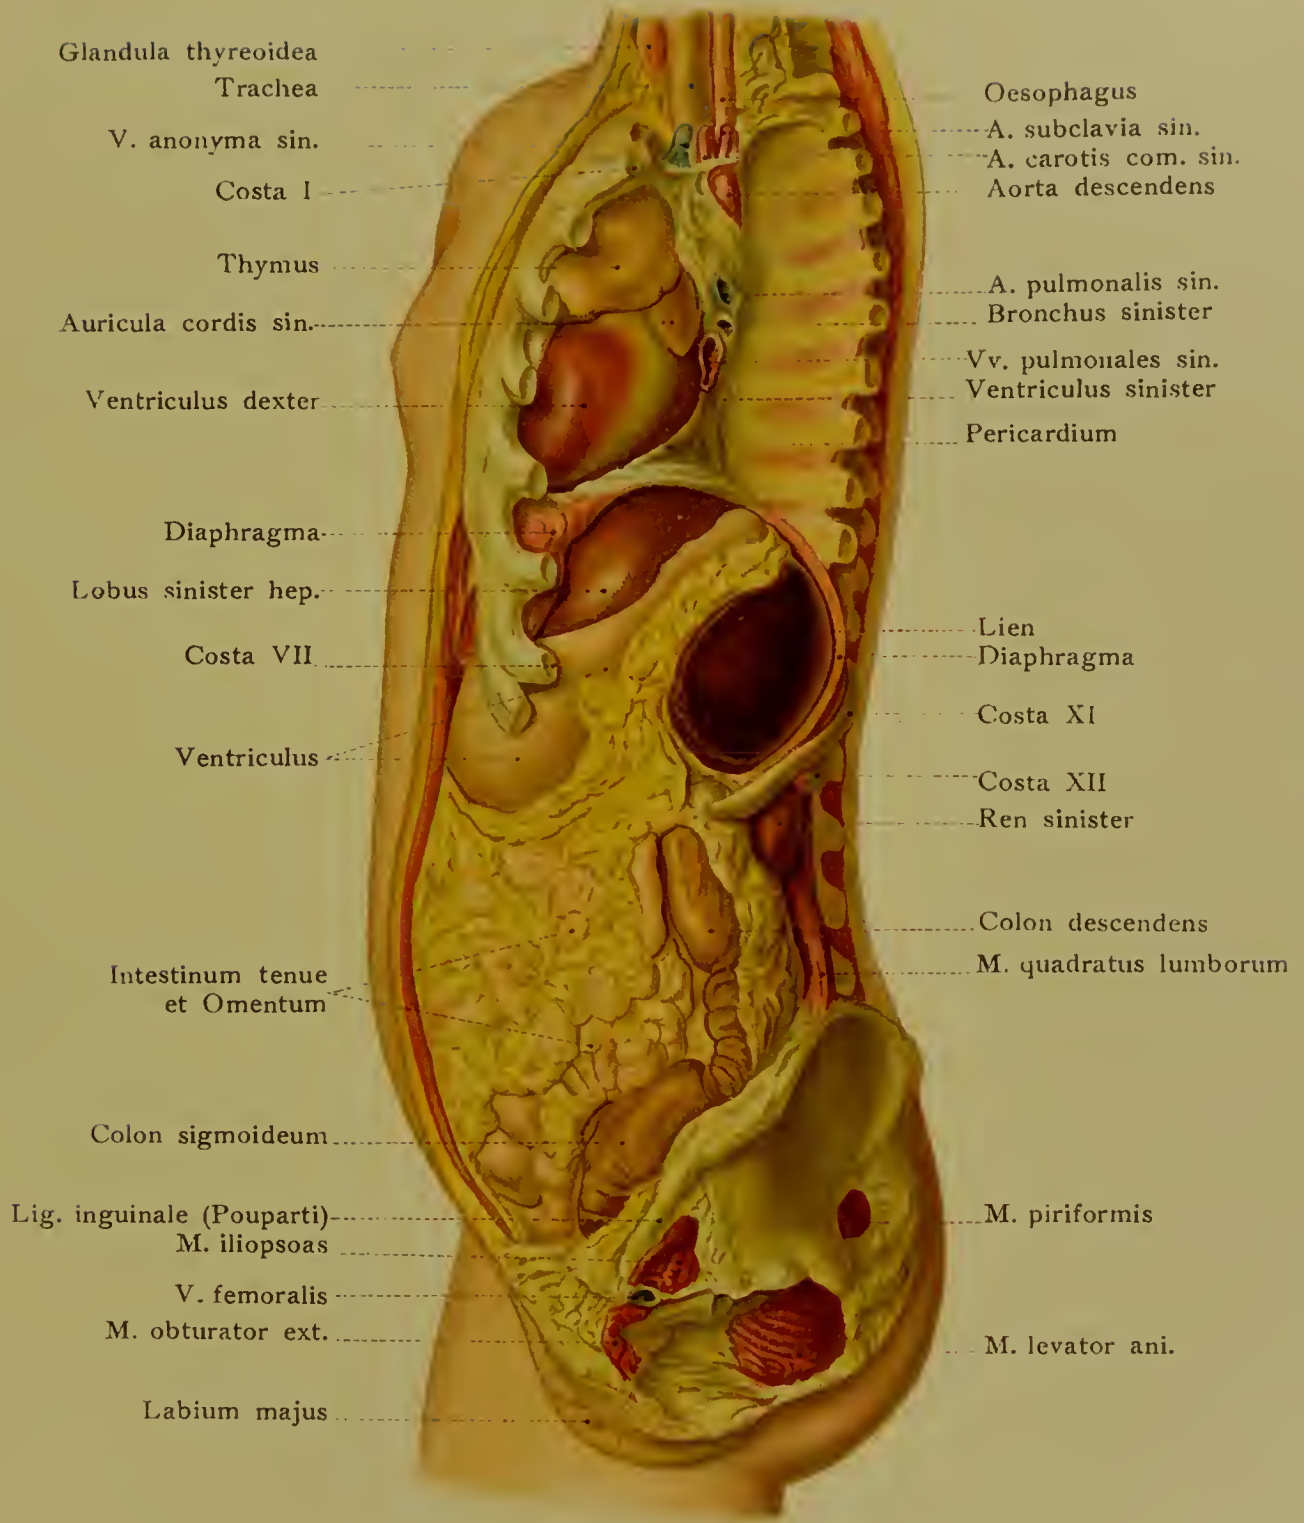 Glandula thyreoidea
Trachea
V. anonyma sin.
Costa I
Thymus
Auricula cordis sin.
Ventriculus dexter
Diaphragma
Lobus sinister hep.
Costa VII
Ventriculus
Intestinum tenue
et Omentum
Colon sigmoideum
Lig. inguinale (Pouparti)
M. iliopsoas
V. femoralis
M. obturator ext.
Labium majus
Oesophagus
A. subclavia sin.
A. carotis com. sin.
Aorta descendens
A. pulmonalis sin.
Bronchus sinister
Vv. pulmonales sin.
Ventriculus sinister
Pericardium
Lien
Diaphragma
Costa XI
Costa XII
Ren sinister
Colon descendens
M. quadratus lumborum
M. piriformis
M. levator ani.